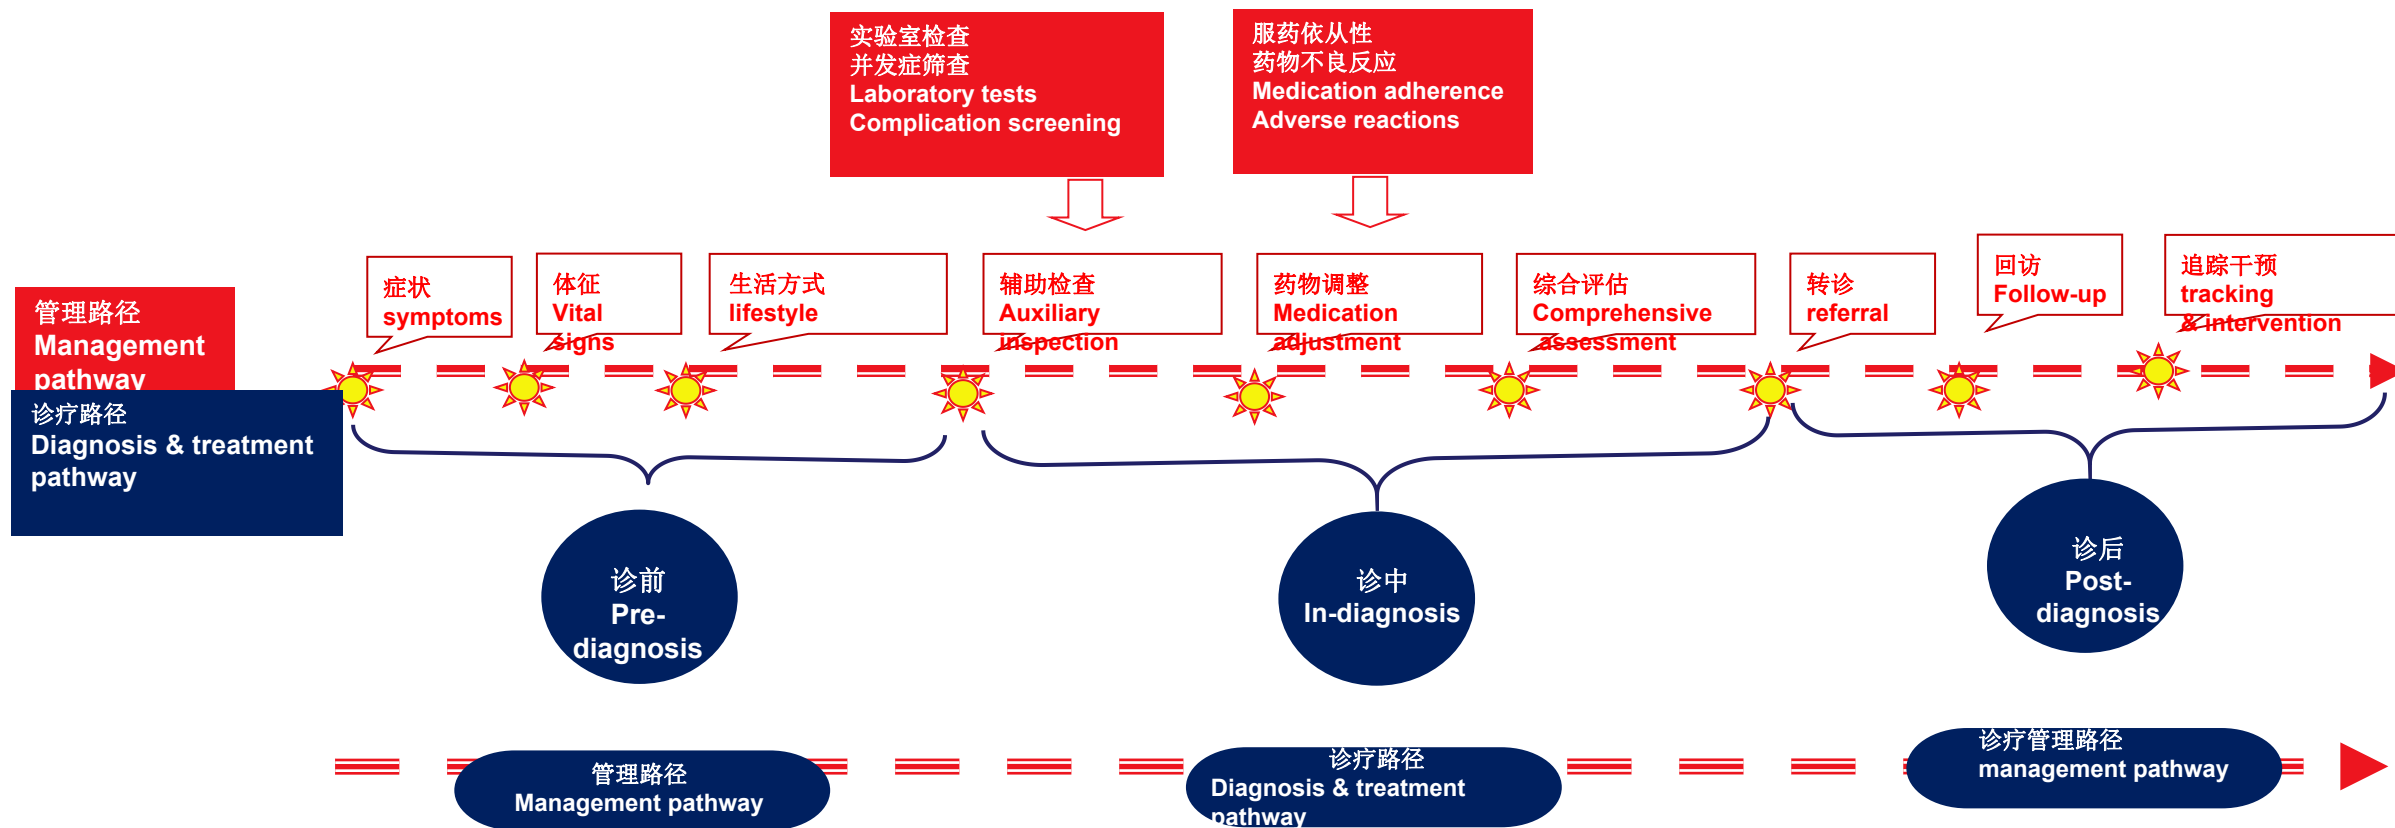 实验室检查
并发症筛查
Laboratory tests
Complication screening
服药依从性
药物不良反应
Medication adherence
Adverse reactions
管理路径
Management
pathway
诊疗路径
Diagnosis & treatment
pathway
症状
symptoms
体征
Vital
signs
生活方式
lifestyle
辅助检查
Auxiliary
inspection
药物调整
Medication
adjustment
综合评估
Comprehensive
assessment
转诊
referral
回访
Follow-up
追踪干预
tracking
& intervention
诊前
Pre-
diagnosis
诊中
In-diagnosis
诊后
Post-
diagnosis
管理路径
Management pathway
诊疗路径
Diagnosis & treatment
pathway
诊疗管理路径
management pathway